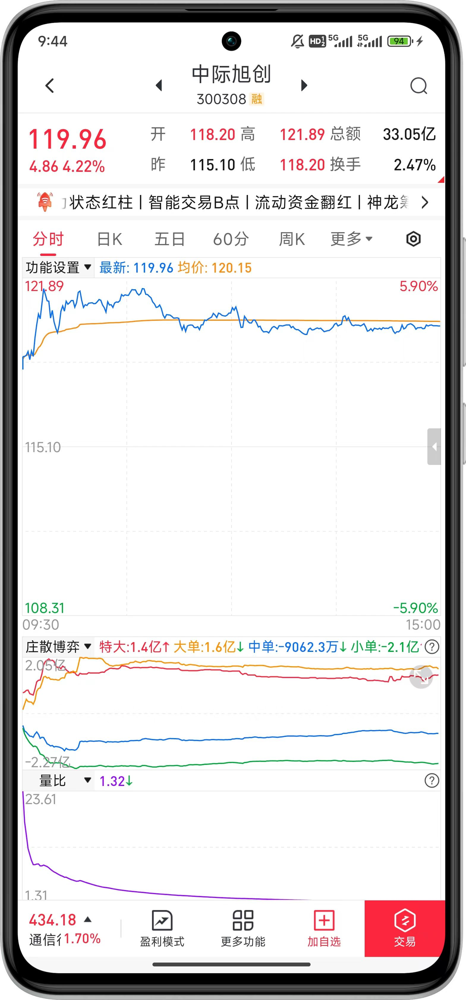 9:44
HD 1 2 5G 5G 94
中际旭创
300308 融
119.96 开 118.20 高 121.89 总额 33.05亿
4.86 4.22% 昨 115.10 低 118.20 换手 2.47%
状态红柱 | 智能交易B点 | 流动资金翻红 | 神龙
分时 日K 五日 60分 周K 更多
功能设置 最新: 119.96 均价: 120.15
121.89 5.90%
115.10
108.31 -5.90%
09:30 15:00
庄散博弈 特大:1.4亿↑ 大单:1.6亿↓ 中单:-9062.3万↓ 小单:-2.1亿 ?
2.05亿
-2.27亿
量比 1.32↓ ?
23.61
1.31
434.18 ▲
通信 1.70%
盈利模式 更多功能 加自选 交易